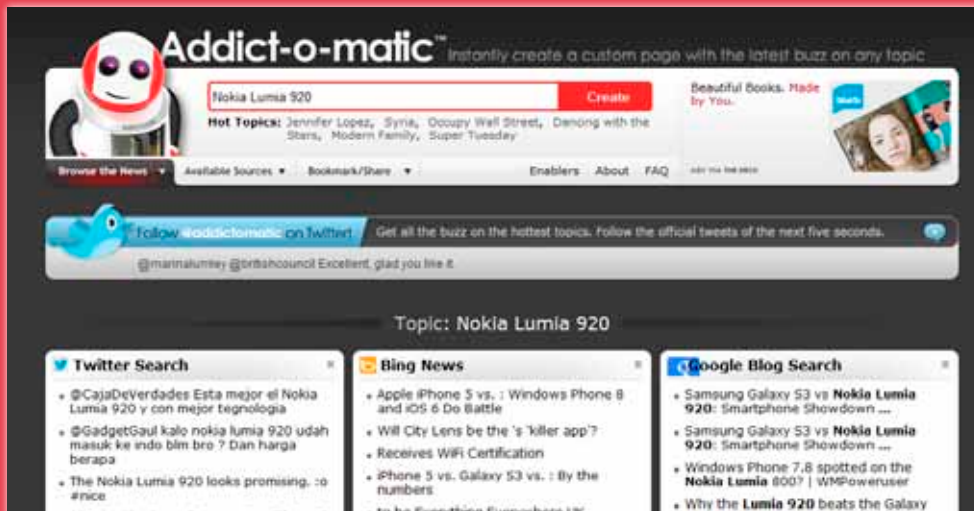 Addict-o-matic™ Instantly create a custom page with the latest buzz on any topic
Nokia Lumia 920
Create
Hot Topics: Jennifer Lopez, Syria, Occupy Wall Street, Dancing with the
Stars, Modern Family, Super Tuesday
Beautiful Books. Made
by You.
Browse the News
Available Sources
Bookmark/Share
Enablers
About
FAQ
ADS VIA THE DECK
Follow @addictomatic on Twitter!
Get all the buzz on the hottest topics. Follow the official tweets of the next five seconds.
@marinalumley @britishcouncil Excellent, glad you like it.
Topic: Nokia Lumia 920
Twitter Search
@CajaDeVerdades Esta mejor el Nokia
Lumia 920 y con mejor tegnologia
@GadgetGaul kalo nokia lumia 920 udah
masuk ke indo blm bro ? Dan harga
berapa
The Nokia Lumia 920 looks promising. :o
#nice
Bing News
Apple iPhone 5 vs. : Windows Phone 8
and iOS 6 Do Battle
Will City Lens be the 's 'killer app'?
Receives WiFi Certification
iPhone 5 vs. Galaxy S3 vs. : By the
numbers
to be Everything Everywhere UK
Google Blog Search
Samsung Galaxy S3 vs Nokia Lumia
920: Smartphone Showdown ...
Samsung Galaxy S3 vs Nokia Lumia
920: Smartphone Showdown ...
Windows Phone 7.8 spotted on the
Nokia Lumia 800? | WMPoweruser
Why the Lumia 920 beats the Galaxy